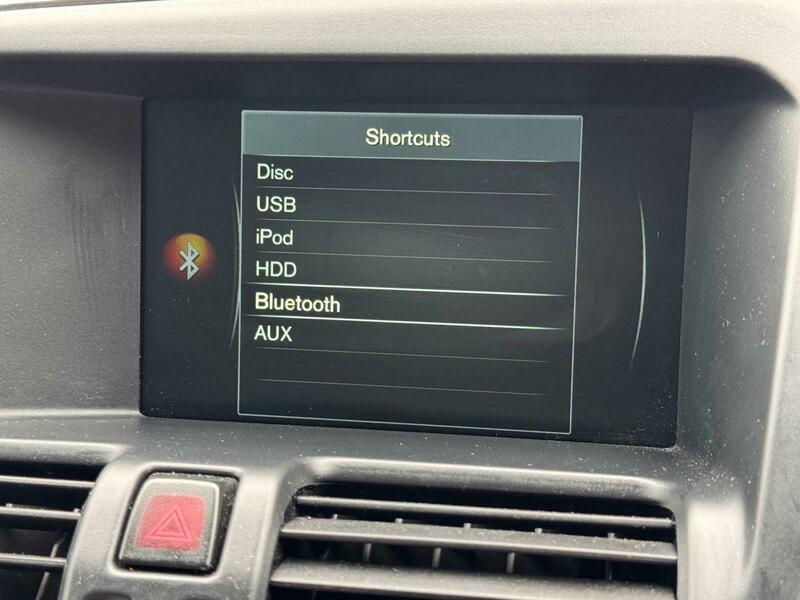 Shortcuts
Disc
USB
iPod
HDD
Bluetooth
AUX